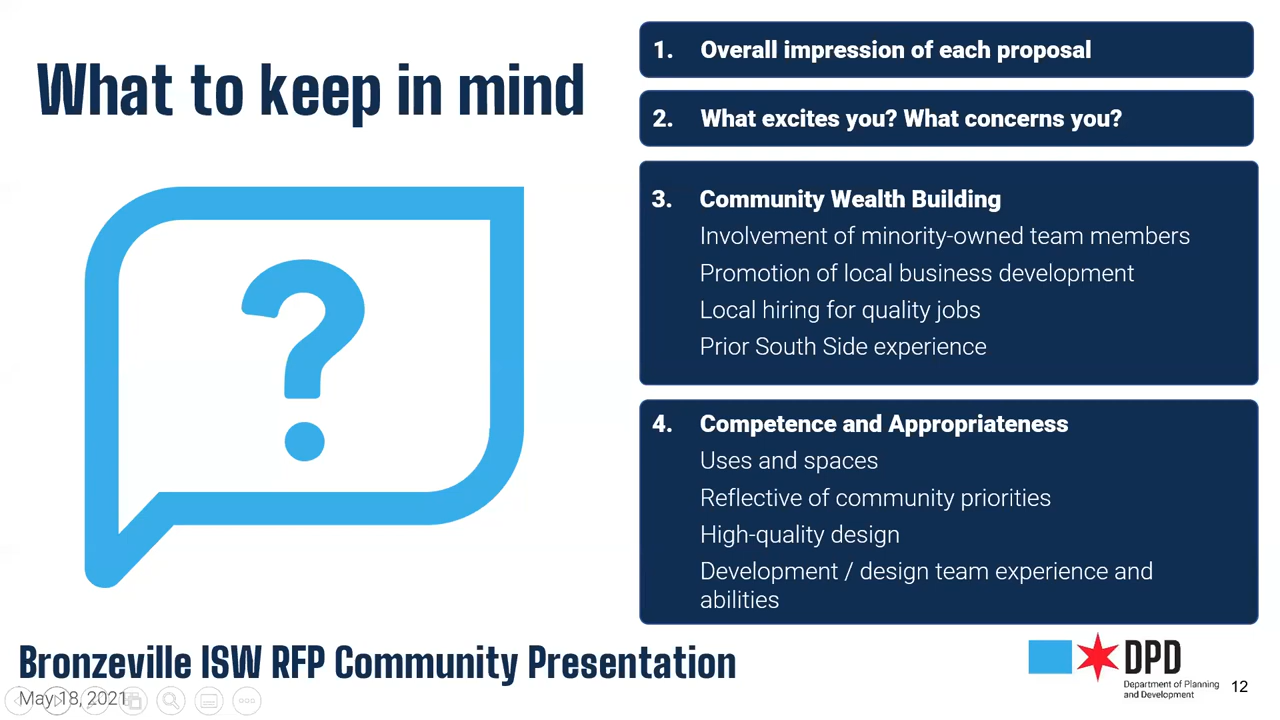 What to keep in mind
?
1. Overall impression of each proposal
2. What excites you? What concerns you?
3. Community Wealth Building
Involvement of minority-owned team members
Promotion of local business development
Local hiring for quality jobs
Prior South Side experience
4. Competence and Appropriateness
Uses and spaces
Reflective of community priorities
High-quality design
Development / design team experience and
abilities
Bronzeville ISW RFP Community Presentation
May 18, 2021
DPD
Department of Planning
and Development
12